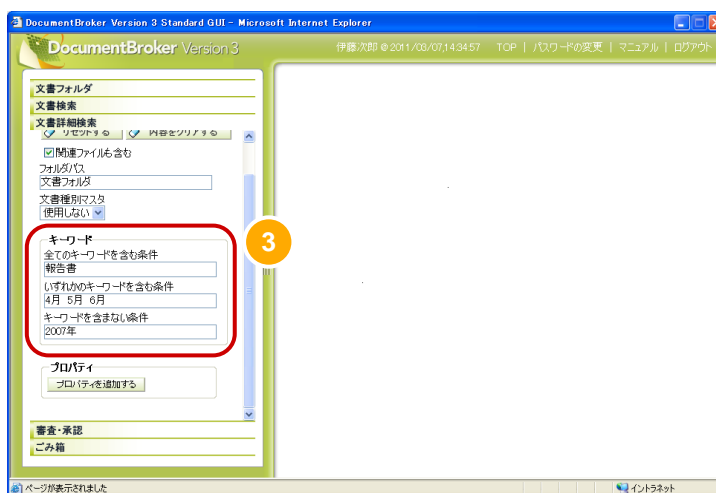 DocumentBroker Version 3 Standard GUI - Microsoft Internet Explorer
DocumentBroker Version 3
伊藤次郎@2011/03/07,14:34:57 TOP | パスワードの変更 | マニュアル | ログアウト
文書フォルダ
文書検索
文書詳細検索
リセットする 内容をクリアする
関連ファイルも含む
フォルダパス
文書フォルダ
文書種別マスタ
使用しない
キーワード
全てのキーワードを含む条件
報告書
いずれかのキーワードを含む条件
4月 5月 6月
キーワードを含まない条件
2007年
3
プロパティ
プロパティを追加する
審査・承認
ごみ箱
ページが表示されました
イントラネット